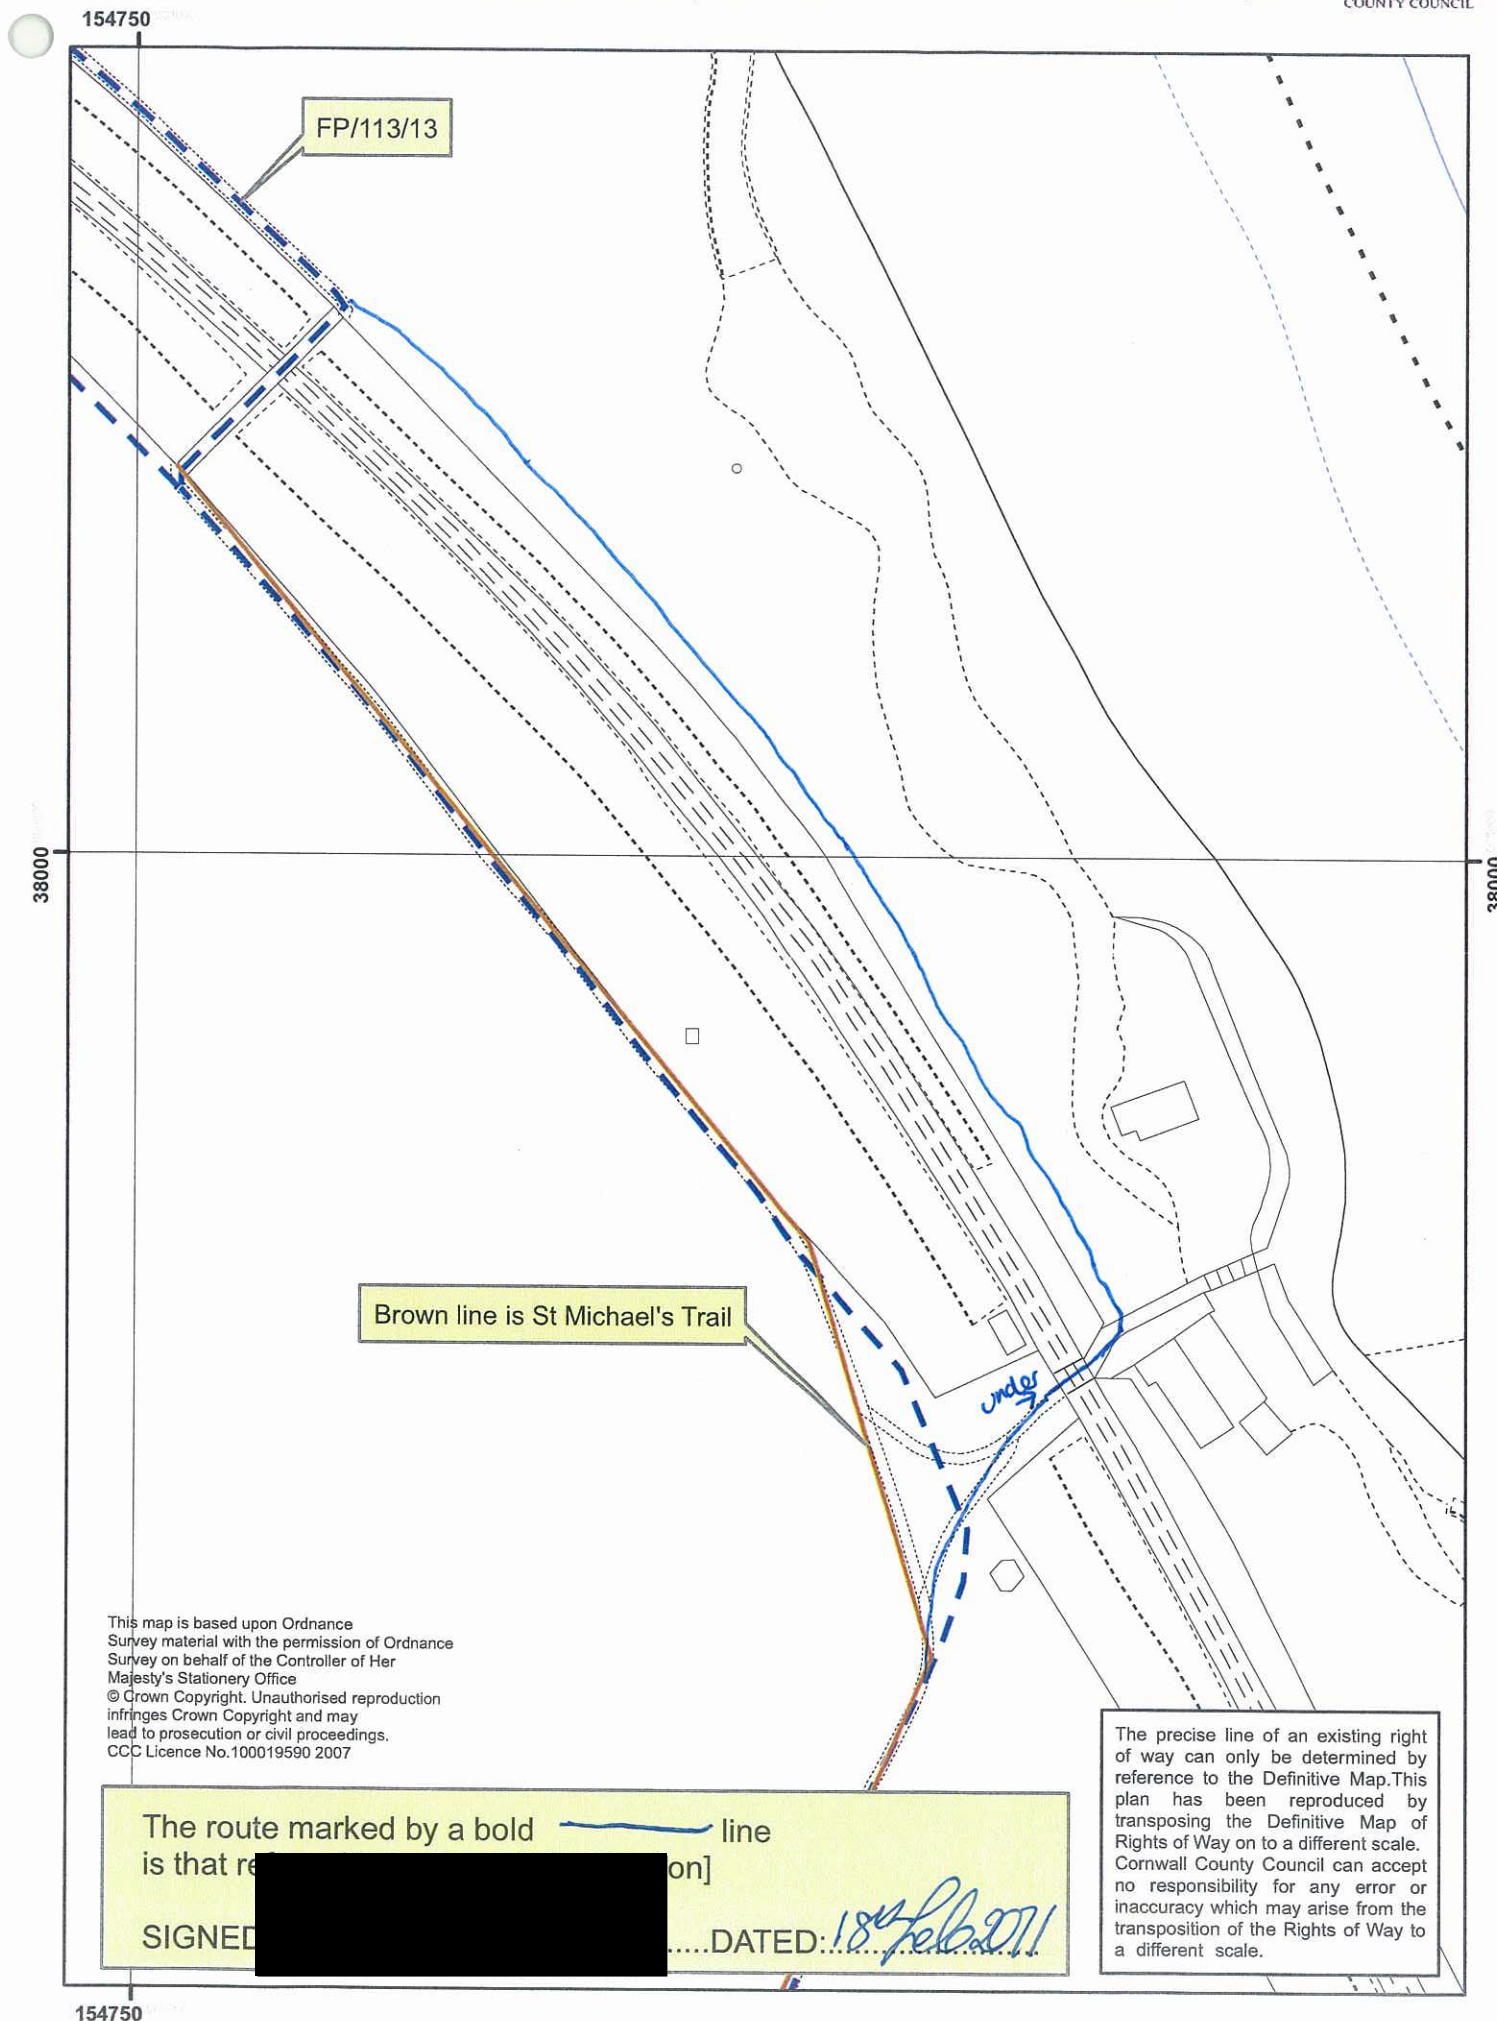 COUNTY COUNCIL
154750
FP/113/13
38000
38000
Brown line is St Michael's Trail
under
This map is based upon Ordnance
Survey material with the permission of Ordnance
Survey on behalf of the Controller of Her
Majesty's Stationery Office
© Crown Copyright. Unauthorised reproduction
infringes Crown Copyright and may
lead to prosecution or civil proceedings.
CCC Licence No.100019590 2007
The precise line of an existing right
of way can only be determined by
reference to the Definitive Map.This
plan has been reproduced by
transposing the Definitive Map of
Rights of Way on to a different scale.
Cornwall County Council can accept
no responsibility for any error or
inaccuracy which may arise from the
transposition of the Rights of Way to
a different scale.
The route marked by a bold line
is that re on]
SIGNED .....DATED: 18th Feb 2011
154750